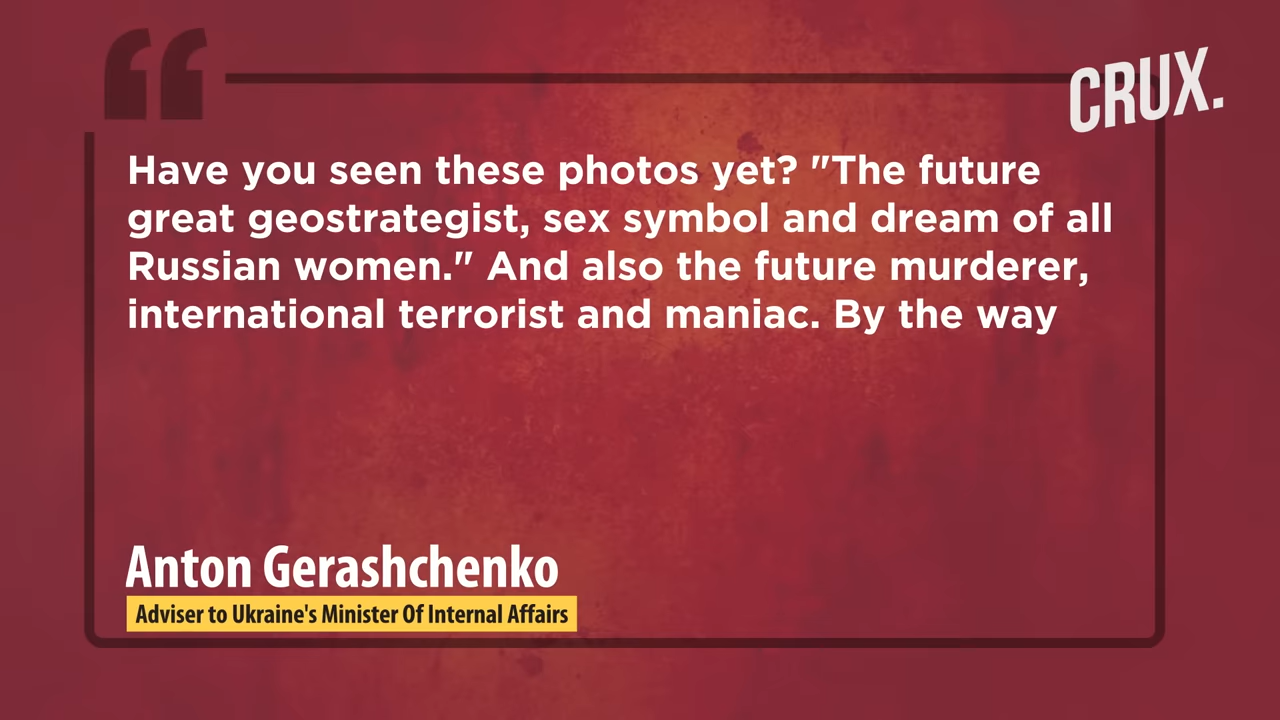 CRUX.
Have you seen these photos yet? "The future
great geostrategist, sex symbol and dream of all
Russian women." And also the future murderer,
international terrorist and maniac. By the way
Anton Gerashchenko
Adviser to Ukraine's Minister Of Internal Affairs